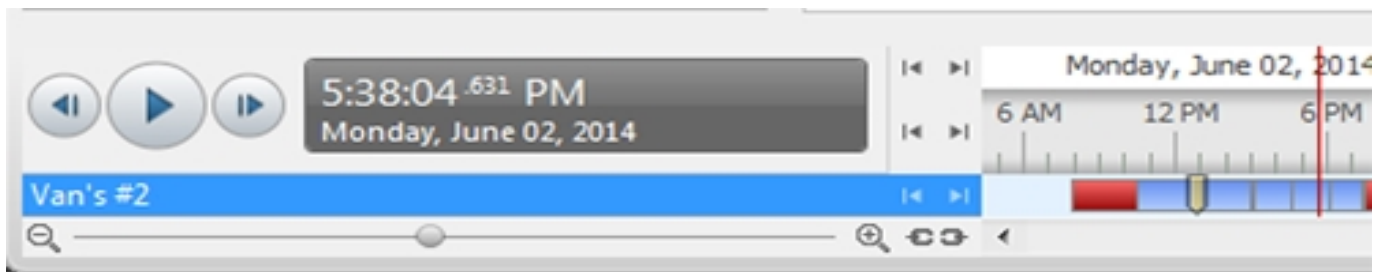 5:38:04.631 PM
Monday, June 02, 2014
Monday, June 02, 2014
6 AM 12 PM 6 PM
Van's #2